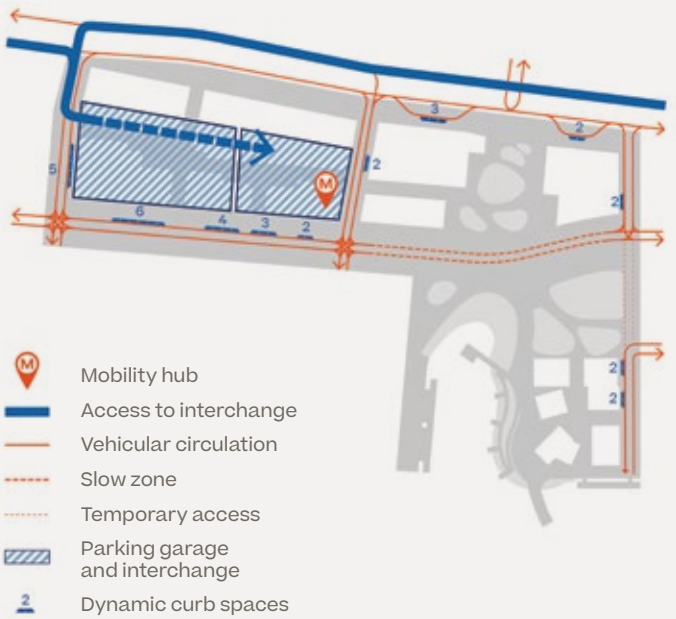 3
2
2
5
M
2
6
4
3
2
2
2
M
Mobility hub
Access to interchange
Vehicular circulation
Slow zone
Temporary access
Parking garage
and interchange
2
Dynamic curb spaces